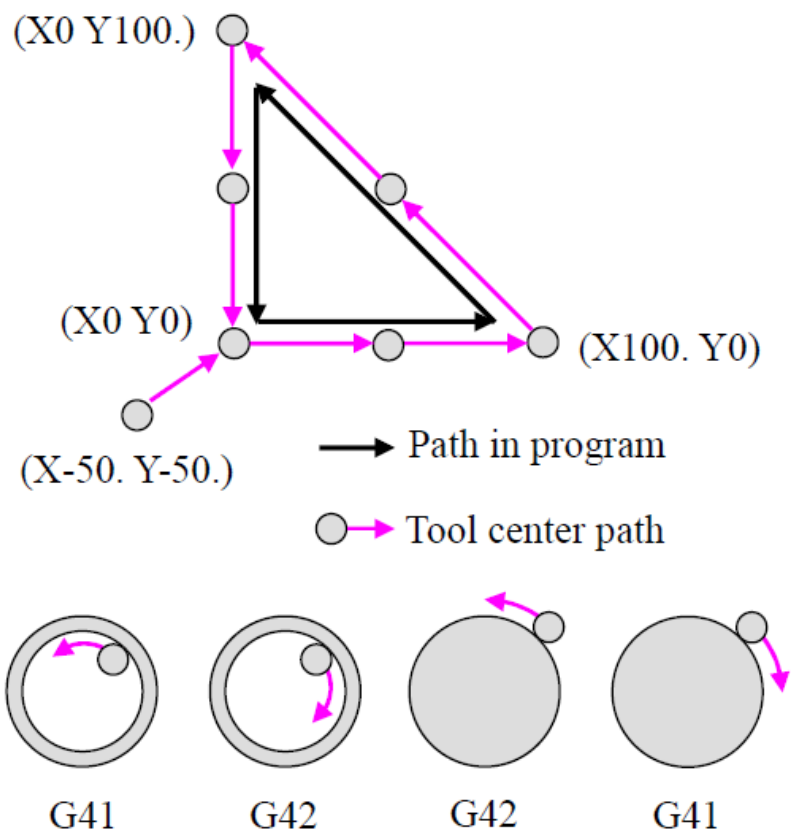 (X0 Y100.)
(X0 Y0)
(X100. Y0)
(X-50. Y-50.)
Path in program
Tool center path
G41 G42 G42 G41